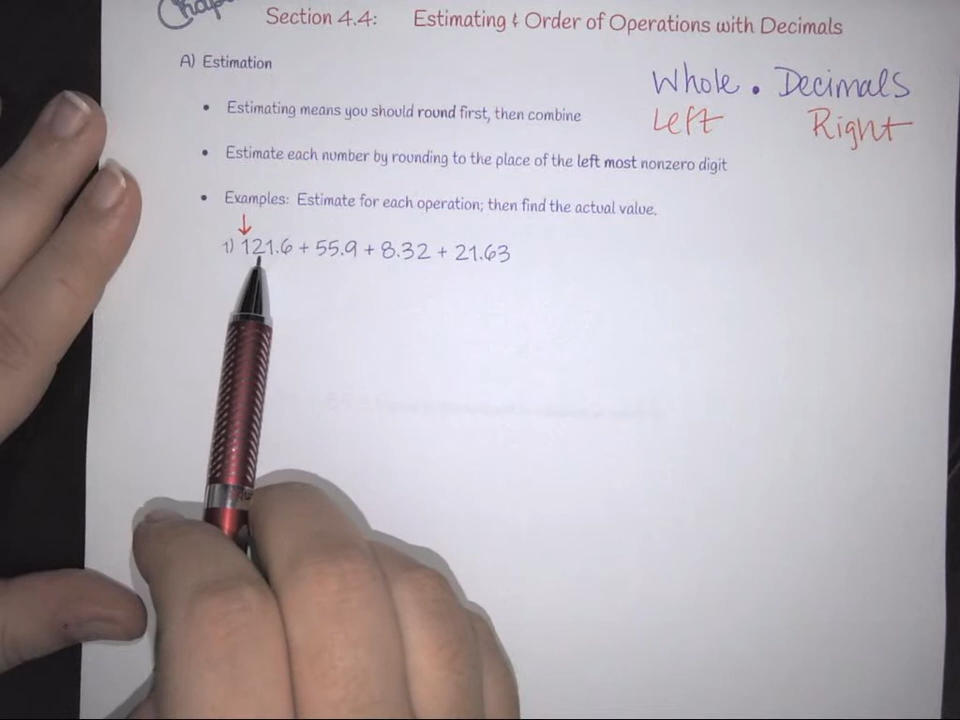 Section 4.4: Estimating & Order of Operations with Decimals
A) Estimation
Whole . Decimals
Left Right
• Estimating means you should round first, then combine
• Estimate each number by rounding to the place of the left most nonzero digit
• Examples: Estimate for each operation; then find the actual value.
↓
1) 121.6 + 55.9 + 8.32 + 21.63